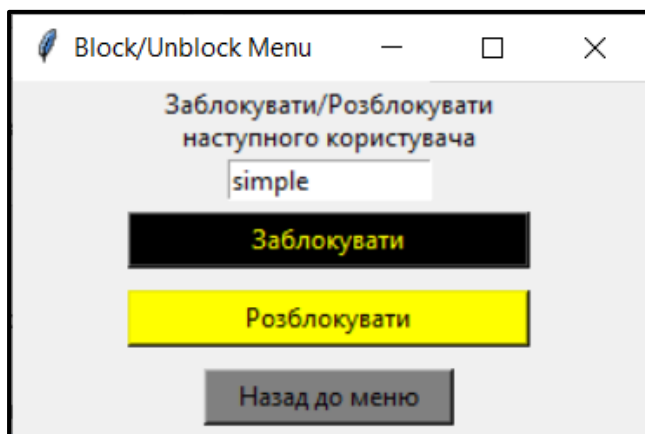 Block/Unblock Menu
Заблокувати/Розблокувати
наступного користувача
simple
Заблокувати
Розблокувати
Назад до меню